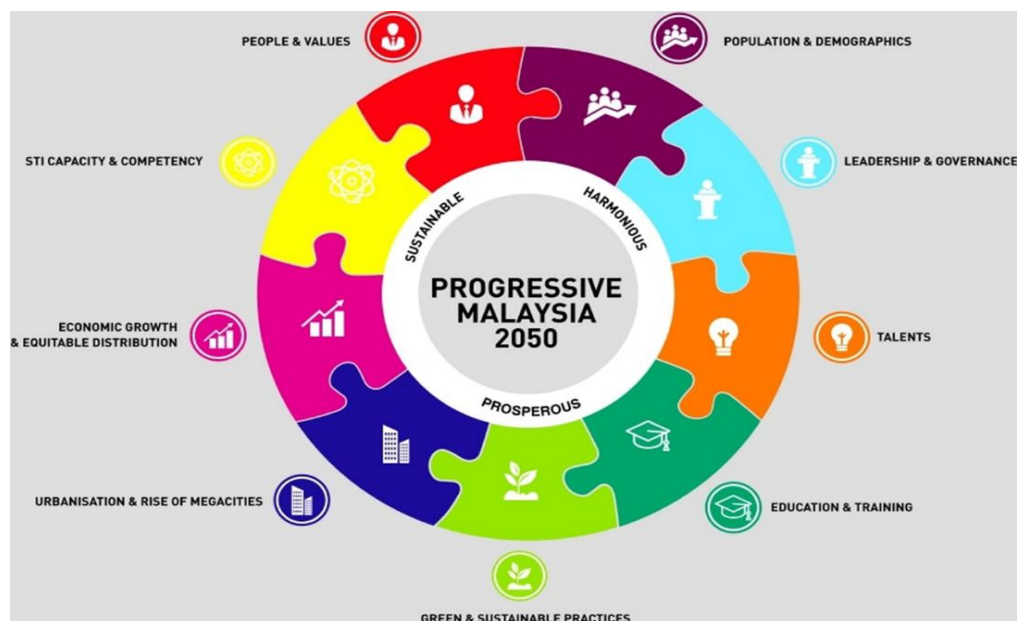 PEOPLE & VALUES
POPULATION & DEMOGRAPHICS
STI CAPACITY & COMPETENCY
LEADERSHIP & GOVERNANCE
SUSTAINABLE
HARMONIOUS
PROGRESSIVE
MALAYSIA
2050
PROSPEROUS
ECONOMIC GROWTH
& EQUITABLE DISTRIBUTION
TALENTS
URBANISATION & RISE OF MEGACITIES
EDUCATION & TRAINING
GREEN & SUSTAINABLE PRACTICES